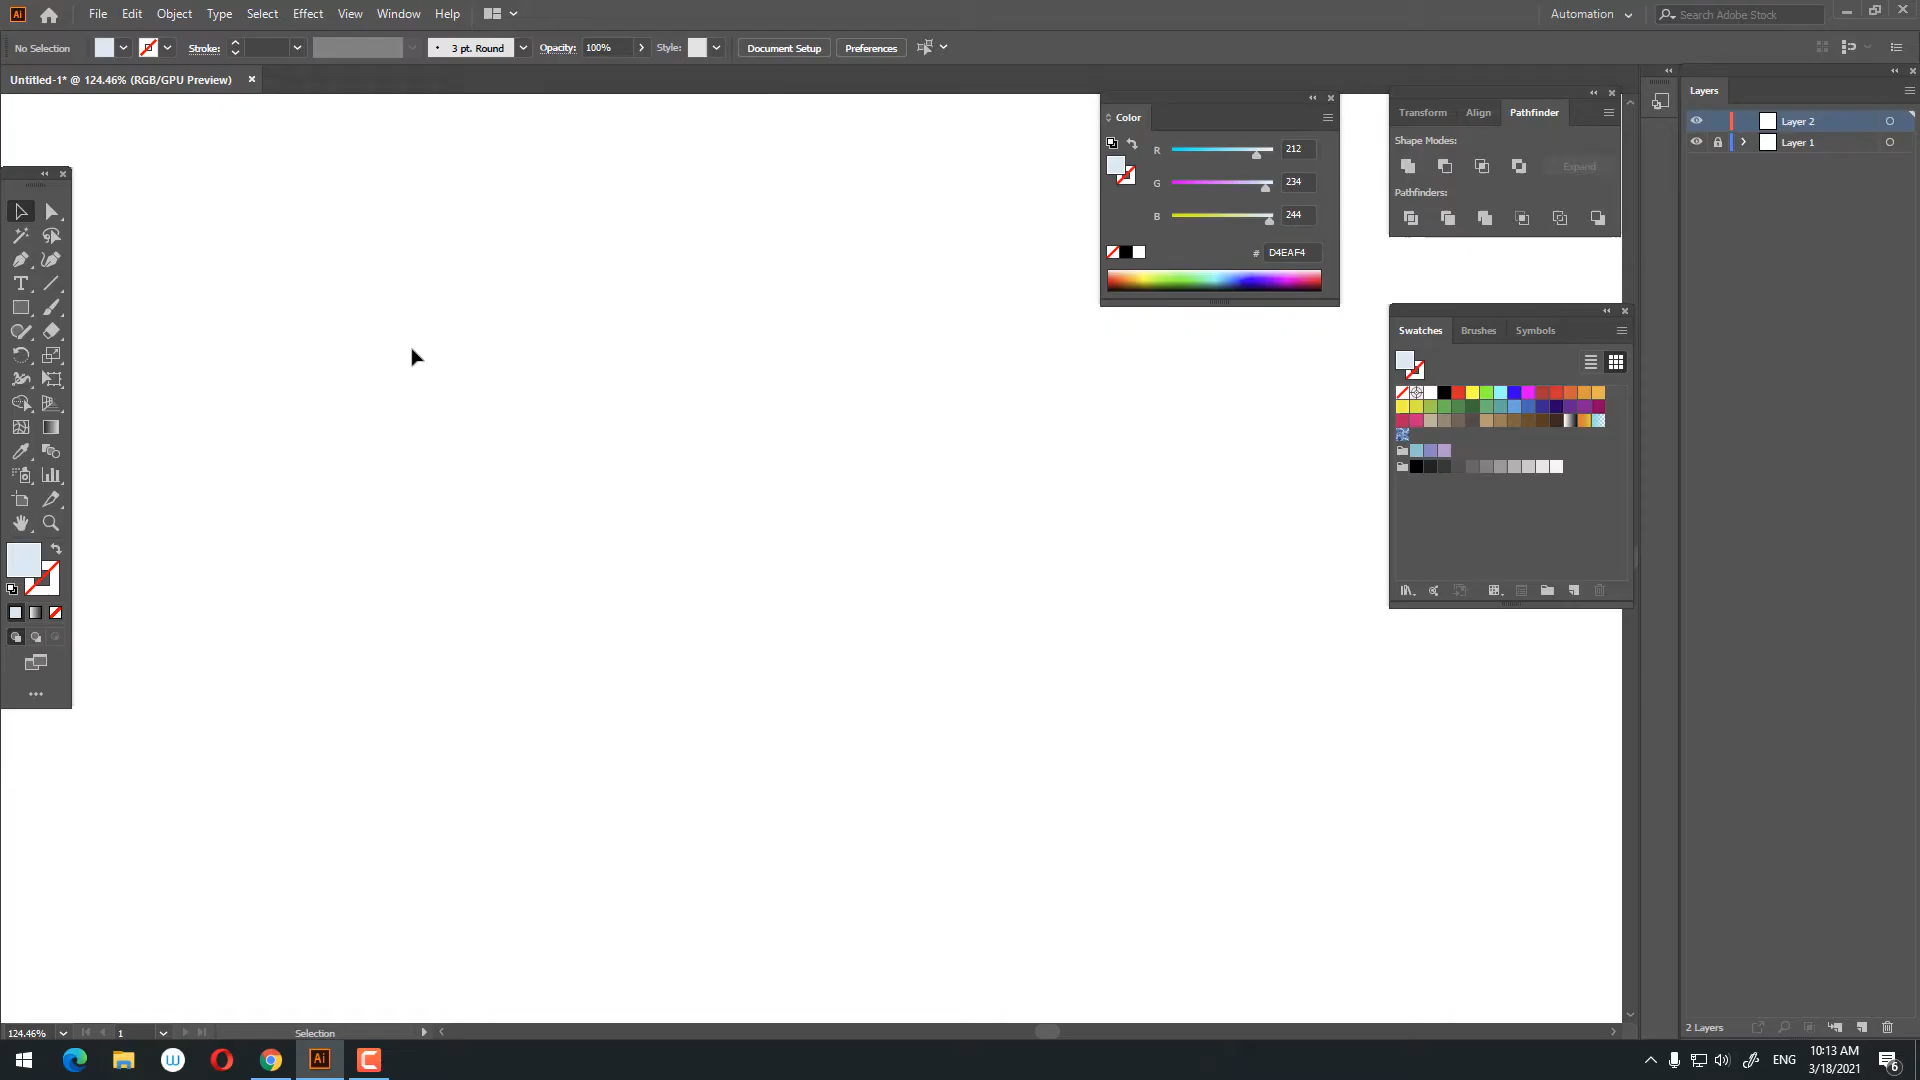 Ai File Edit Object Type Select Effect View Window Help Automation Search Adobe Stock
No Selection Stroke: 3 pt. Round Opacity: 100% Style: Document Setup Preferences
Untitled-1* @ 124.46% (RGB/GPU Preview)
Layers
Color
Transform Align Pathfinder
Layer 2
Layer 1
Shape Modes:
Expand
Pathfinders:
R 212
G 234
B 244
# D4EAF4
Swatches Brushes Symbols
124.46% 1 Selection
2 Layers
Ai
ENG
10:13 AM
3/18/2021
6